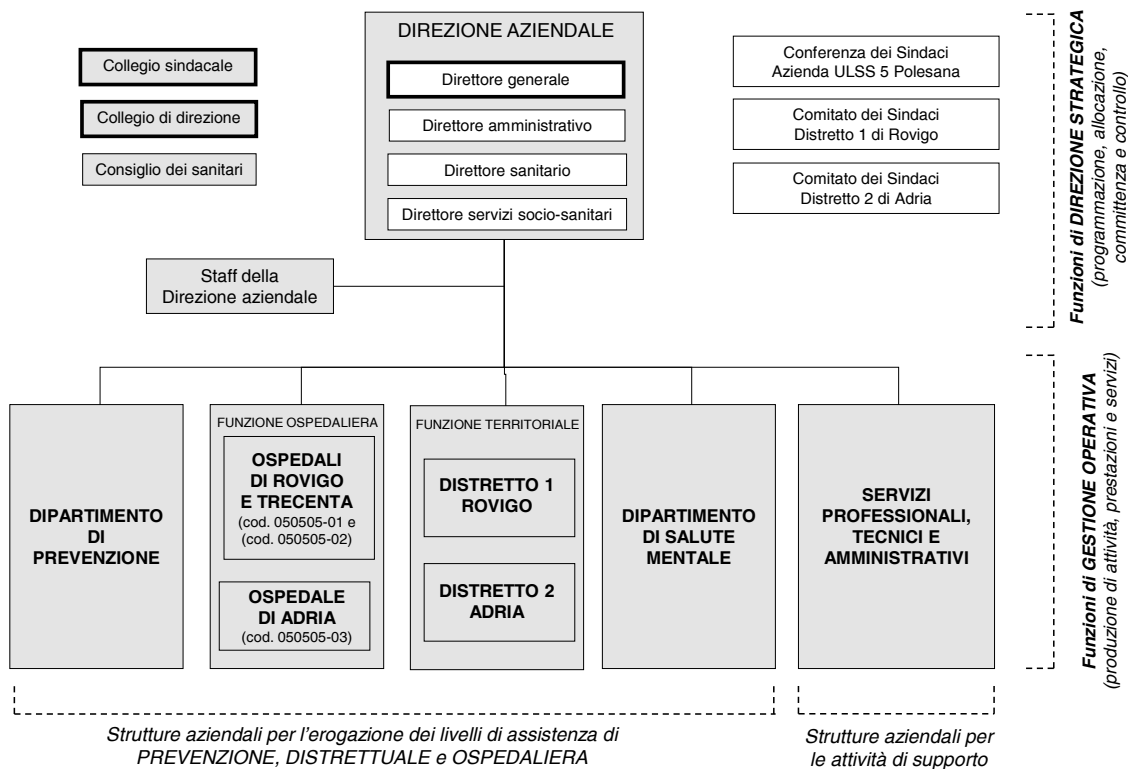 DIREZIONE AZIENDALE
Direttore generale
Direttore amministrativo
Direttore sanitario
Direttore servizi socio-sanitari
Collegio sindacale
Collegio di direzione
Consiglio dei sanitari
Conferenza dei Sindaci
Azienda ULSS 5 Polesana
Comitato dei Sindaci
Distretto 1 di Rovigo
Comitato dei Sindaci
Distretto 2 di Adria
Funzioni di DIREZIONE STRATEGICA
(programmazione, allocazione,
committenza e controllo)
Staff della
Direzione aziendale
DIPARTIMENTO
DI
PREVENZIONE
FUNZIONE OSPEDALIERA
OSPEDALI
DI ROVIGO
E TRECENTA
(cod. 050505-01 e
(cod. 050505-02)
OSPEDALE
DI ADRIA
(cod. 050505-03)
FUNZIONE TERRITORIALE
DISTRETTO 1
ROVIGO
DISTRETTO 2
ADRIA
DIPARTIMENTO
DI SALUTE
MENTALE
SERVIZI
PROFESSIONALI,
TECNICI E
AMMINISTRATIVI
Funzioni di GESTIONE OPERATIVA
(produzione di attività, prestazioni e servizi)
Strutture aziendali per l'erogazione dei livelli di assistenza di
PREVENZIONE, DISTRETTUALE e OSPEDALIERA
Strutture aziendali per
le attività di supporto